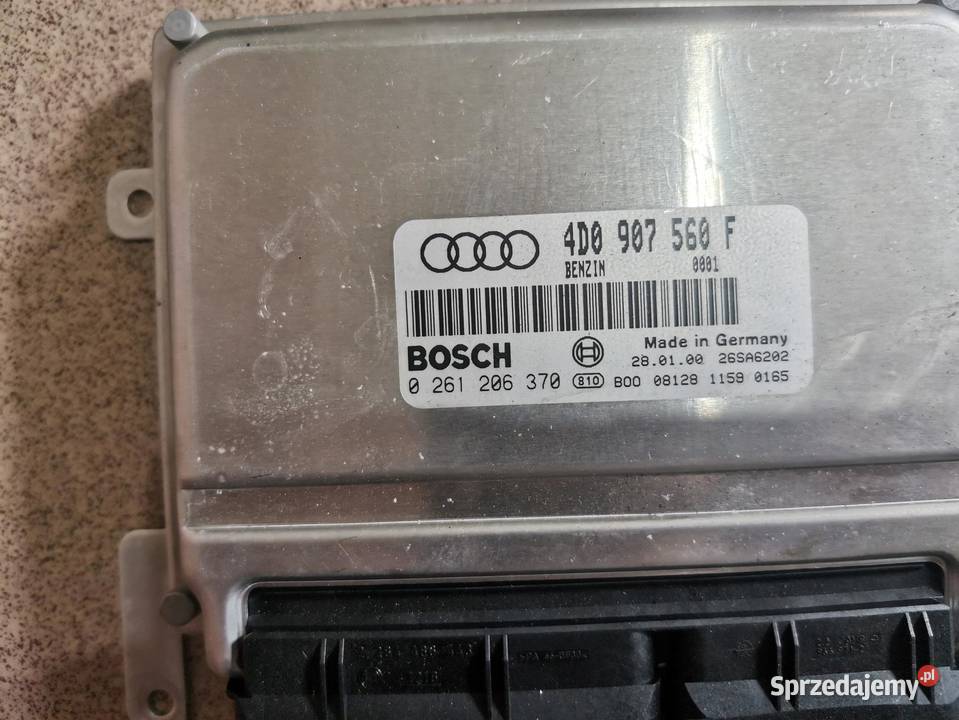 4D0 907 560 F
BENZIN 0001
BOSCH
Made in Germany
28.01.00 26SA6202
0 261 206 370 810 B00 08128 1159 0165
Sprzedajemy.pl